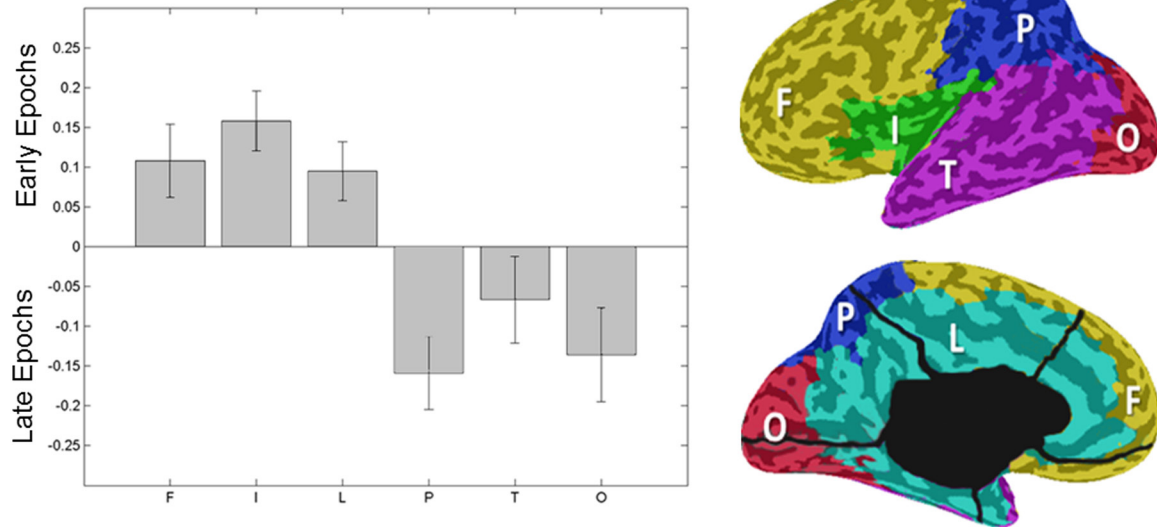 Early Epochs
Late Epochs
0.25
0.2
0.15
0.1
0.05
0
-0.05
-0.1
-0.15
-0.2
-0.25
F I L P T O
P
F
I
O
T
P
L
F
O